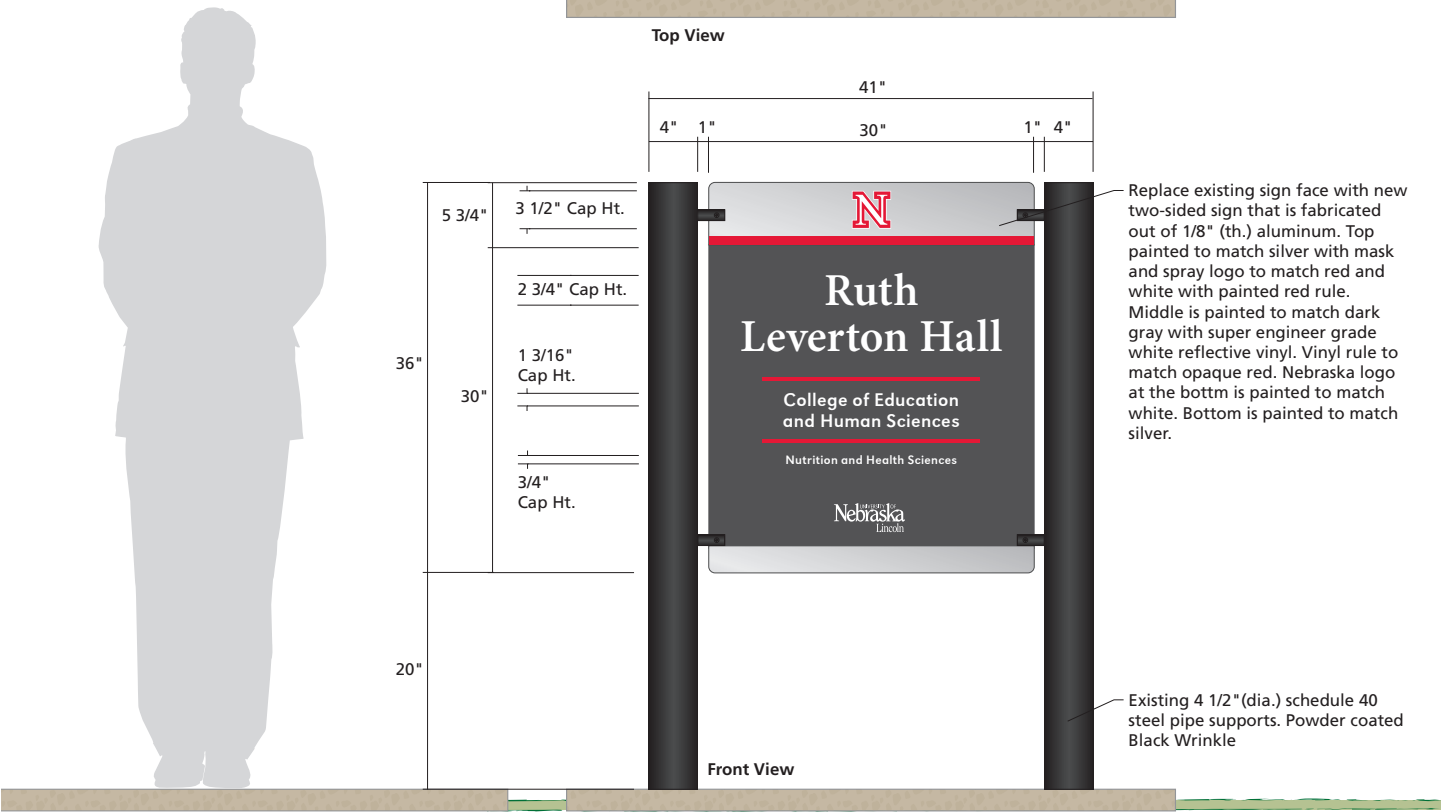 Top View
41"
4" 1" 30" 1" 4"
5 3/4"
3 1/2" Cap Ht.
2 3/4" Cap Ht.
36"
1 3/16"
Cap Ht.
30"
3/4"
Cap Ht.
20"
N
Ruth
Leverton Hall
College of Education
and Human Sciences
Nutrition and Health Sciences
UNIVERSITY OF
Nebraska
Lincoln
Front View
Replace existing sign face with new
two-sided sign that is fabricated
out of 1/8" (th.) aluminum. Top
painted to match silver with mask
and spray logo to match red and
white with painted red rule.
Middle is painted to match dark
gray with super engineer grade
white reflective vinyl. Vinyl rule to
match opaque red. Nebraska logo
at the bottm is painted to match
white. Bottom is painted to match
silver.
Existing 4 1/2"(dia.) schedule 40
steel pipe supports. Powder coated
Black Wrinkle